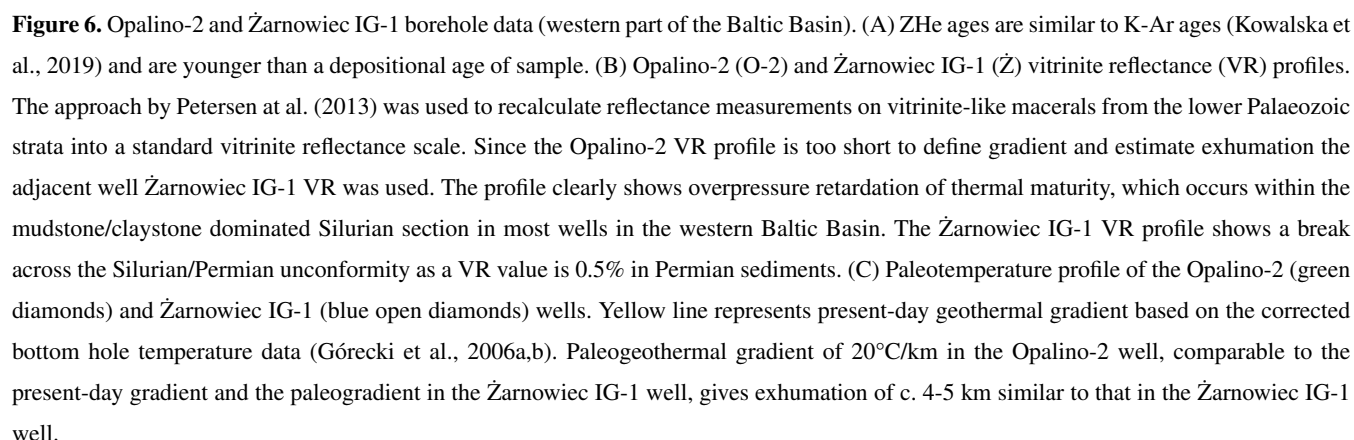 Figure 6. Opalino-2 and Żarnowiec IG-1 borehole data (western part of the Baltic Basin). (A) ZHe ages are similar to K-Ar ages (Kowalska et
al., 2019) and are younger than a depositional age of sample. (B) Opalino-2 (O-2) and Żarnowiec IG-1 (Ż) vitrinite reflectance (VR) profiles.
The approach by Petersen at al. (2013) was used to recalculate reflectance measurements on vitrinite-like macerals from the lower Palaeozoic
strata into a standard vitrinite reflectance scale. Since the Opalino-2 VR profile is too short to define gradient and estimate exhumation the
adjacent well Żarnowiec IG-1 VR was used. The profile clearly shows overpressure retardation of thermal maturity, which occurs within the
mudstone/claystone dominated Silurian section in most wells in the western Baltic Basin. The Żarnowiec IG-1 VR profile shows a break
across the Silurian/Permian unconformity as a VR value is 0.5% in Permian sediments. (C) Paleotemperature profile of the Opalino-2 (green
diamonds) and Żarnowiec IG-1 (blue open diamonds) wells. Yellow line represents present-day geothermal gradient based on the corrected
bottom hole temperature data (Górecki et al., 2006a,b). Paleogeothermal gradient of 20°C/km in the Opalino-2 well, comparable to the
present-day gradient and the paleogradient in the Żarnowiec IG-1 well, gives exhumation of c. 4-5 km similar to that in the Żarnowiec IG-1
well.